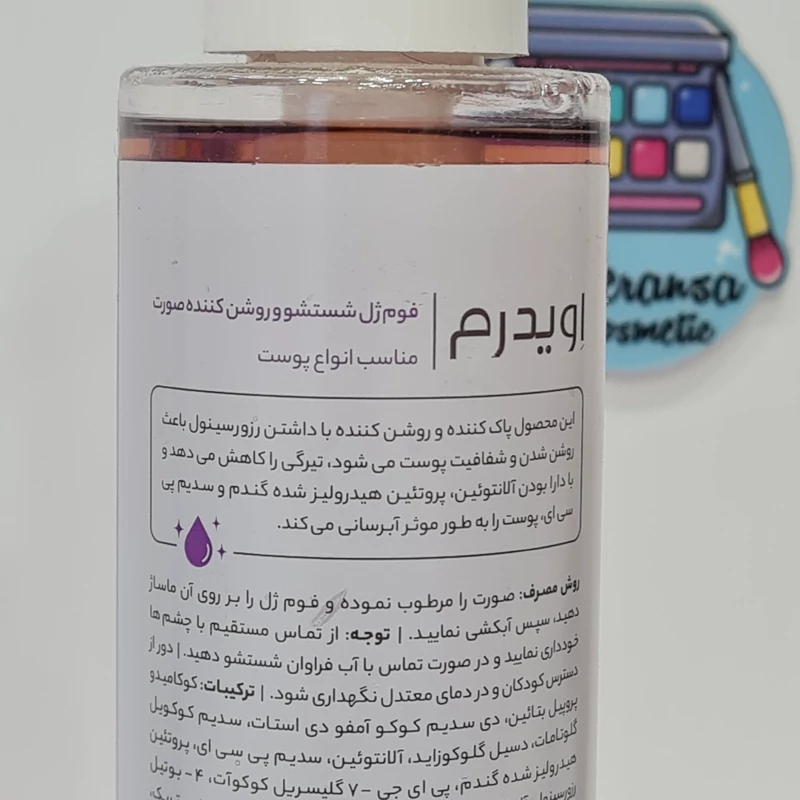 eransa
osmetic
اویدرم
فوم ژل شستشو و روشن کننده صورت
مناسب انواع پوست
این محصول پاک کننده و روشن کننده با داشتن رزورسینول باعث
روشن شدن و شفافیت پوست می شود، تیرگی را کاهش می دهد و
با دارا بودن آلانتوئین، پروتئین هیدرولیز شده گندم و سدیم پی
سی ای، پوست را به طور موثر آبرسانی می کند.
روش مصرف: صورت را مرطوب نموده و فوم ژل را بر روی آن ماساژ
دهید، سپس آبکشی نمایید. | توجه: از تماس مستقیم با چشم ها
خودداری نمایید و در صورت تماس با آب فراوان شستشو دهید. | دور از
دسترس کودکان و در دمای معتدل نگهداری شود. | ترکیبات: کوکامیدو
پروپیل بتائین، دی سدیم کوکو آمفو دی استات، سدیم کوکویل
گلوتامات، دسیل گلوکوزاید، آلانتوئین، سدیم پی سی ای، پروتئین
هیدرولیز شده گندم، پی ای جی -۷ گلیسریل کوکوآت، ۴- بوتیل
رزورسینول،